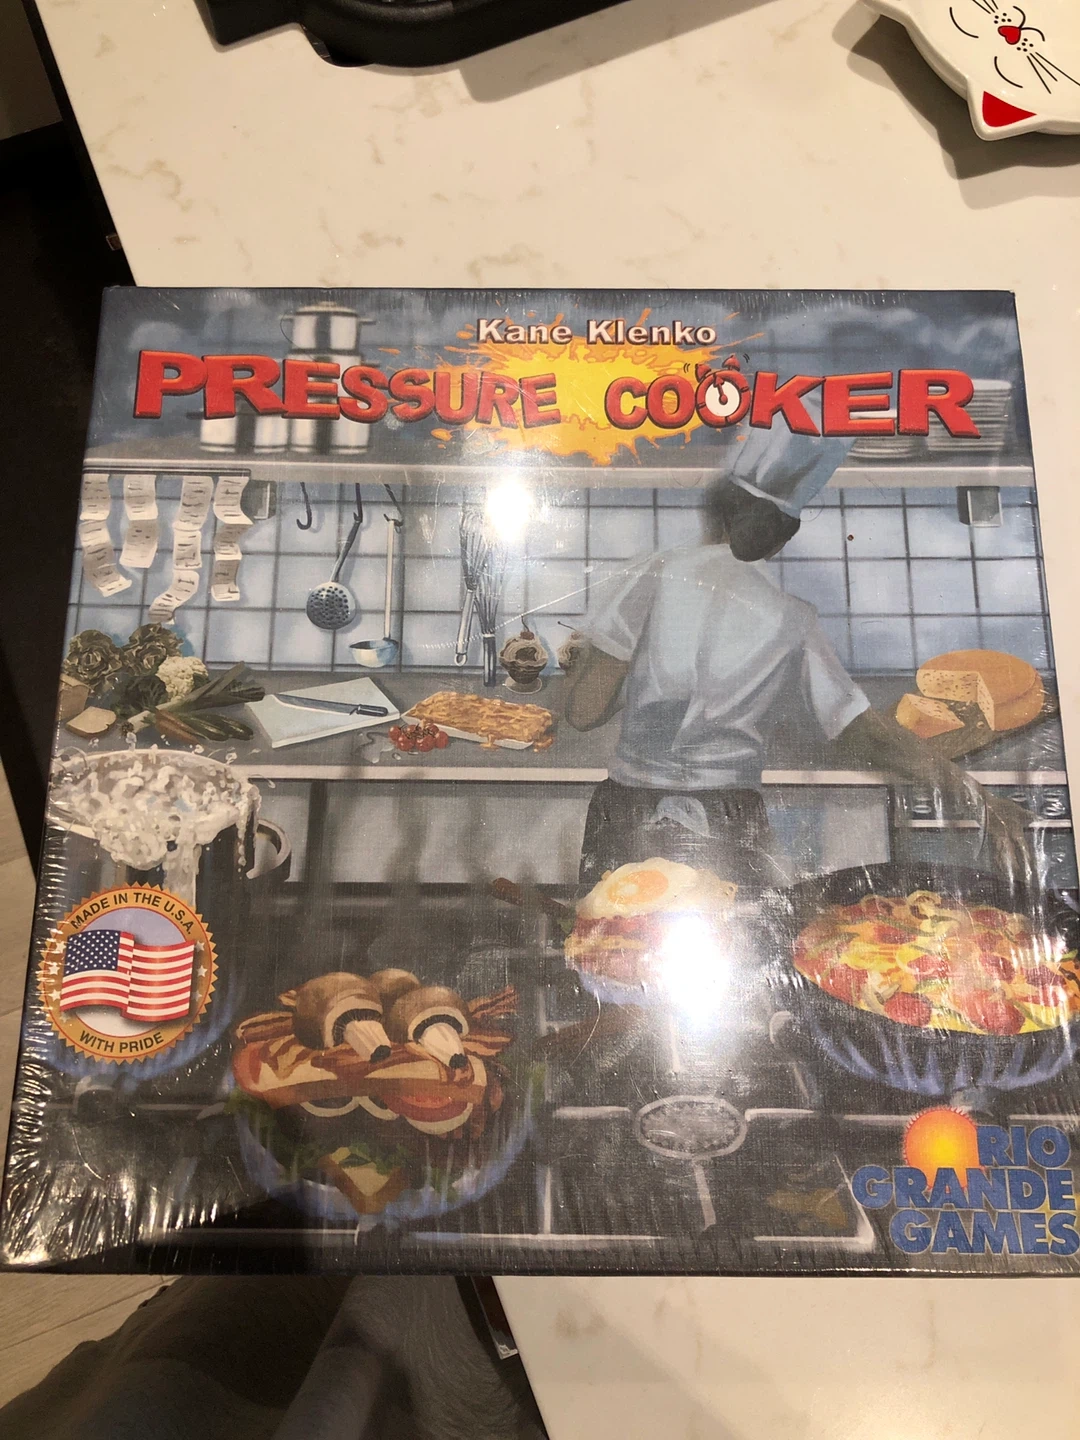 Kane Klenko
PRESSURE COOKER
MADE IN THE U.S.A.
WITH PRIDE
RIO
GRANDE
GAMES